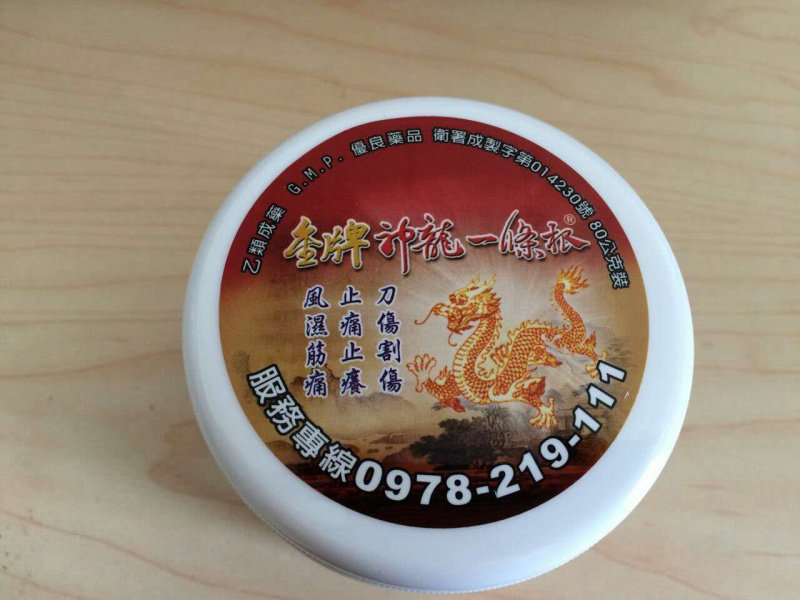 乙類成藥 G.M.P. 優良藥品 衛署成製字第014230號 80公克裝
金牌神龍一條根®
刀傷割傷
止痛止癢
風濕筋痛
服務專線0978-219-111